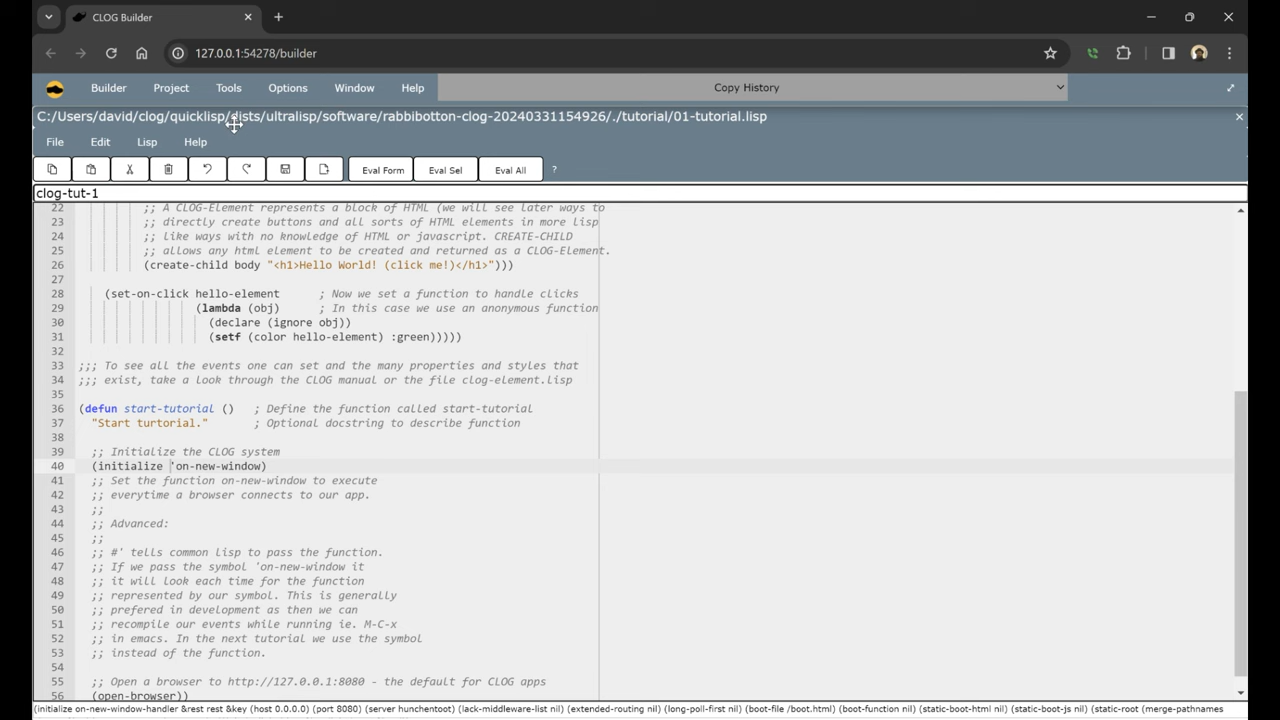 CLOG Builder
127.0.0.1:54278/builder
Builder Project Tools Options Window Help Copy History
C:/Users/david/clog/quicklisp/dists/ultralisp/software/rabbibotton-clog-20240331154926/./tutorial/01-tutorial.lisp
File Edit Lisp Help
Eval Form Eval Sel Eval All ?
clog-tut-1
22 ;; A CLOG-Element represents a block of HTML (we will see later ways to
23 ;; directly create buttons and all sorts of HTML elements in more lisp
24 ;; like ways with no knowledge of HTML or javascript. CREATE-CHILD
25 ;; allows any html element to be created and returned as a CLOG-Element.
26 (create-child body "<h1>Hello World! (click me!)</h1>")))
27
28 (set-on-click hello-element ; Now we set a function to handle clicks
29 (lambda (obj) ; In this case we use an anonymous function
30 (declare (ignore obj))
31 (setf (color hello-element) :green)))))
32
33 ;;; To see all the events one can set and the many properties and styles that
34 ;;; exist, take a look through the CLOG manual or the file clog-element.lisp
35
36 (defun start-tutorial () ; Define the function called start-tutorial
37 "Start turtorial." ; Optional docstring to describe function
38
39 ;; Initialize the CLOG system
40 (initialize 'on-new-window)
41 ;; Set the function on-new-window to execute
42 ;; everytime a browser connects to our app.
43 ;;
44 ;; Advanced:
45 ;;
46 ;; #' tells common lisp to pass the function.
47 ;; If we pass the symbol 'on-new-window it
48 ;; it will look each time for the function
49 ;; represented by our symbol. This is generally
50 ;; prefered in development as then we can
51 ;; recompile our events while running ie. M-C-x
52 ;; in emacs. In the next tutorial we use the symbol
53 ;; instead of the function.
54
55 ;; Open a browser to http://127.0.0.1:8080 - the default for CLOG apps
56 (open-browser))
(initialize on-new-window-handler &rest rest &key (host 0.0.0.0) (port 8080) (server hunchentoot) (lack-middleware-list nil) (extended-routing nil) (long-poll-first nil) (boot-file /boot.html) (boot-function nil) (static-boot-html nil) (static-boot-js nil) (static-root (merge-pathnames